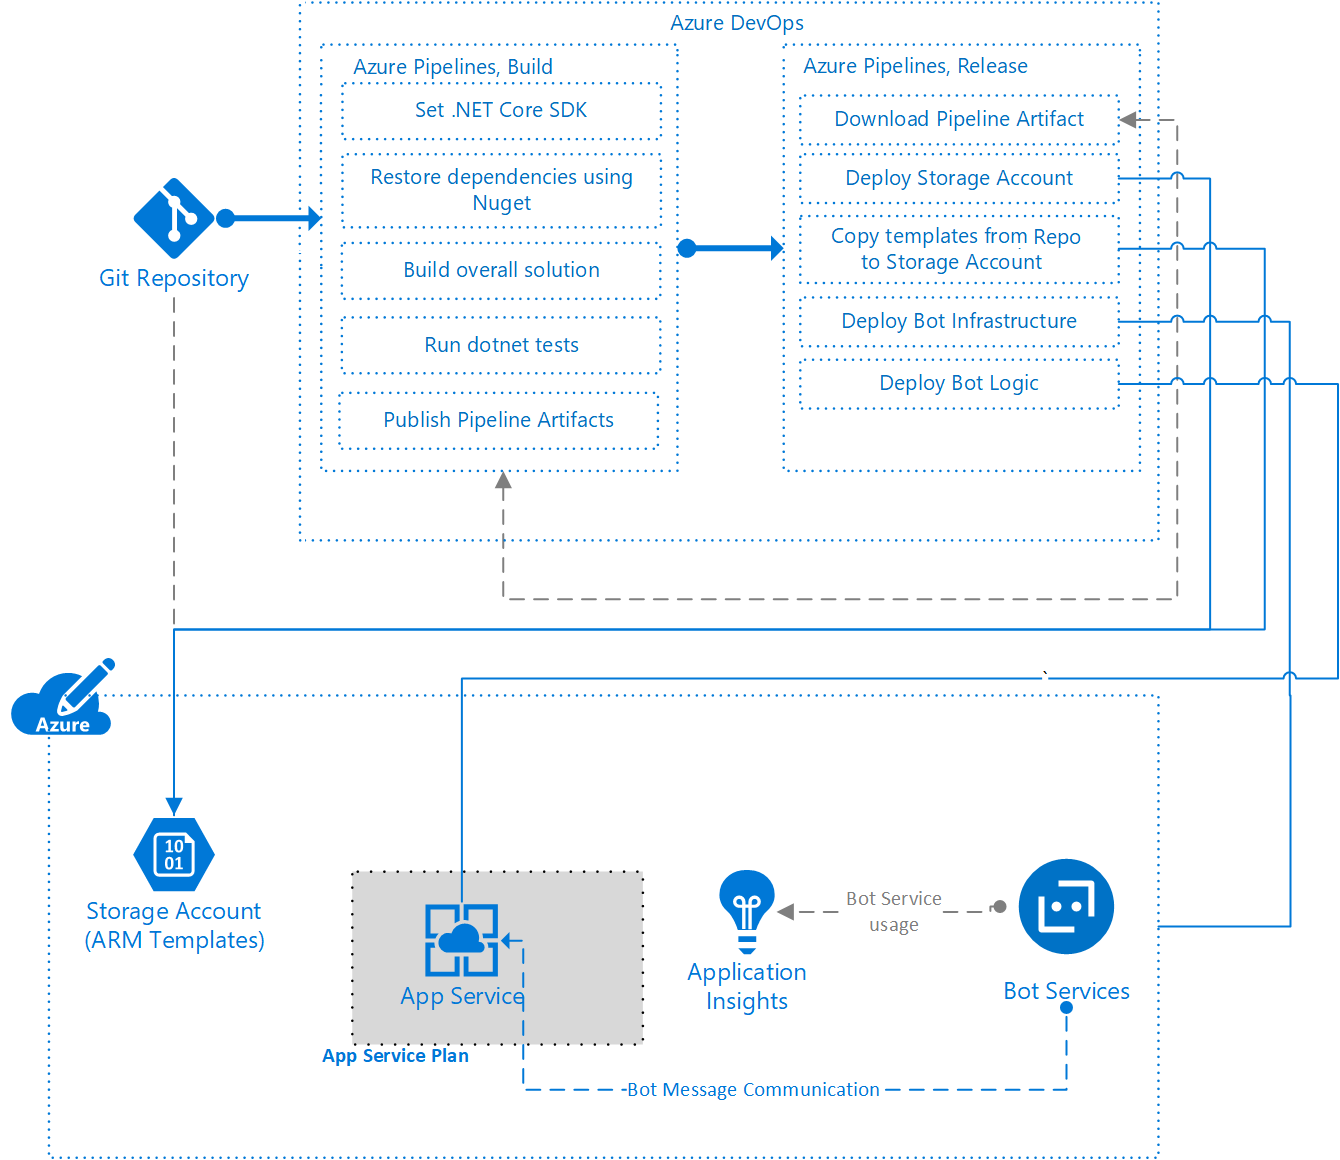 Azure DevOps
Azure Pipelines, Build
Set .NET Core SDK
Restore dependencies using
Nuget
Build overall solution
Run dotnet tests
Publish Pipeline Artifacts
Azure Pipelines, Release
Download Pipeline Artifact
Deploy Storage Account
Copy templates from Repo
to Storage Account
Deploy Bot Infrastructure
Deploy Bot Logic
Git Repository
Azure
10
01
Storage Account
(ARM Templates)
App Service
App Service Plan
Application
Insights
Bot Service
usage
Bot Services
Bot Message Communication